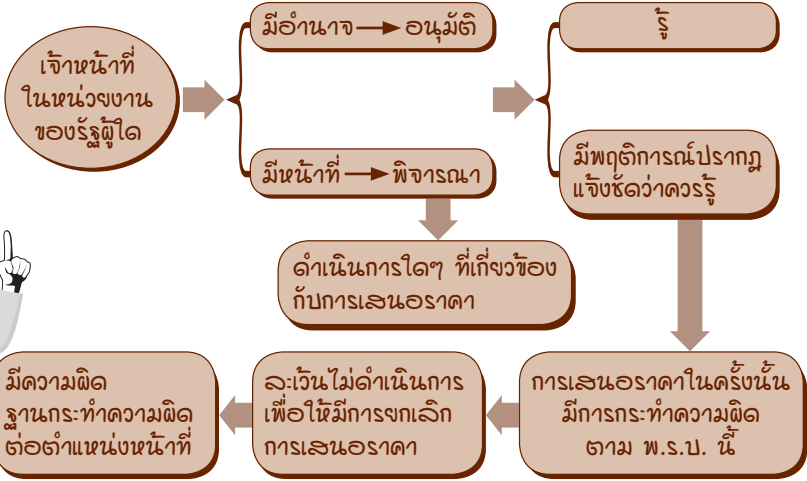 เจ้าหน้าที่
ในหน่วยงาน
ของรัฐผู้ใด
มีอำนาจ → อนุมัติ
มีหน้าที่ → พิจารณา
ดำเนินการใดๆ ที่เกี่ยวข้อง
กับการเสนอราคา
รู้
มีพฤติการณ์ปรากฏ
แจ้งชัดว่าควรรู้
การเสนอราคาในครั้งนั้น
มีการกระทำความผิด
ตาม พ.ร.บ. นี้
ละเว้นไม่ดำเนินการ
เพื่อให้มีการยกเลิก
การเสนอราคา
มีความผิด
ฐานกระทำความผิด
ต่อตำแหน่งหน้าที่